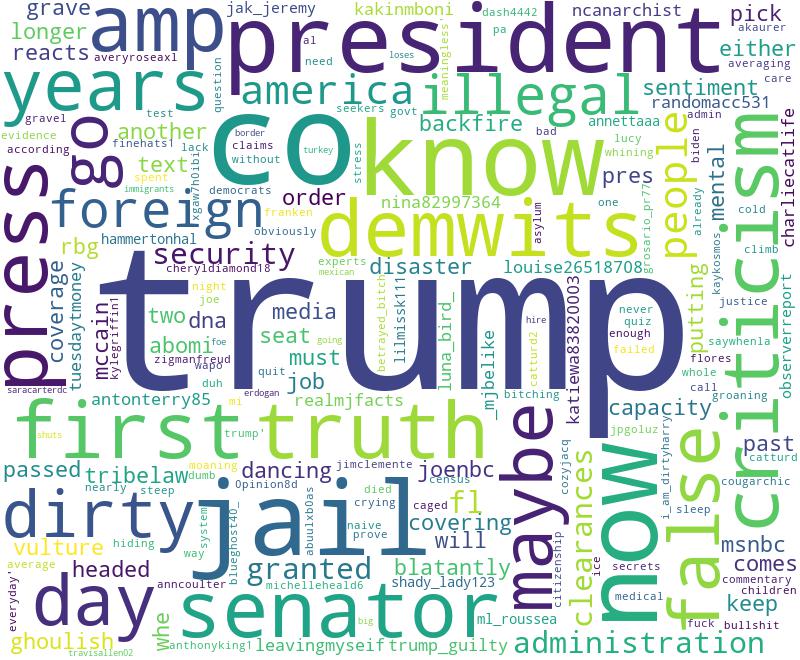 grave
amp
jak_jeremy
president
kakinmboni
dash4442
ncanarchist
pick
akaurer
longer
reacts
averyroseaxl
al
need
loses
pa
meaningless'
either
averaging
care
years
question
america
illegal
sentiment
randomacc531
admin
gravel
test
seekers
govt
evidence
according
go
another
finehats1
lack
text
spent
immigrants
co
border
claims
without
turkey
stress
know
backfire
bad
annettaaa
lucy
whining
people
biden
already
mental
criticism
charliecatlife
cold
climb
press
foreign
rbg
hammertonhal
order
democrats
franken
obviously
nina82997364
demwits
asylum
pres
one
grosario_pr77
kaykosmos
justice
security
cheryldiamond18
experts
mexican
disaster
louise26518708
putting
observerreport
coverage
tuesdaytmoney
mccain
kylegriffin1
trump
night
joe
two
dna
media
abomi
foe
zigmanfreud
wapo
seat
must
duh
quit
job
going
betrayed_bitch
lilmissk111
luna_bird_
_mjbelike
hire
catturd2
bitching
katiewa83820003
never
quiz
enough
failed
saywhenla
flores
whole
call
groaning
saracarterdc
antonterry85
mi
erdogan
realmjfacts
capacity
jpgoluz
past
catturd
first
shuts
trump'
truth
maybe
cozyjacq
now
i_am_dirtyharry
false
cougarchic
passed
tribelaw
moaning
dumb
dancing
jimclemente
joenbc
nearly
steep
Opinion8d
census
died
crying
caged
fl
clearances
sleep
msnbc
dirty
jail
system
way
blueghost40_
abuulxb0as
naive
prove
covering
will
comes
vulture
hiding
average
headed
granted
blatantly
citizenship
ice
secrets
medical
commentary
children
everyday'
day
anncoulter
michelleheald6
shady_lady123
keep
fuck
bullshit
senator
big
ml_roussea
ghoulish
travisallen02
whe
anthonyking1
leavingmyself
trump_guilty
administration